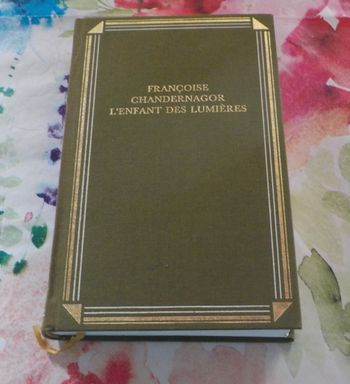 FRANÇOISE
CHANDERNAGOR
L'ENFANT DES LUMIÈRES